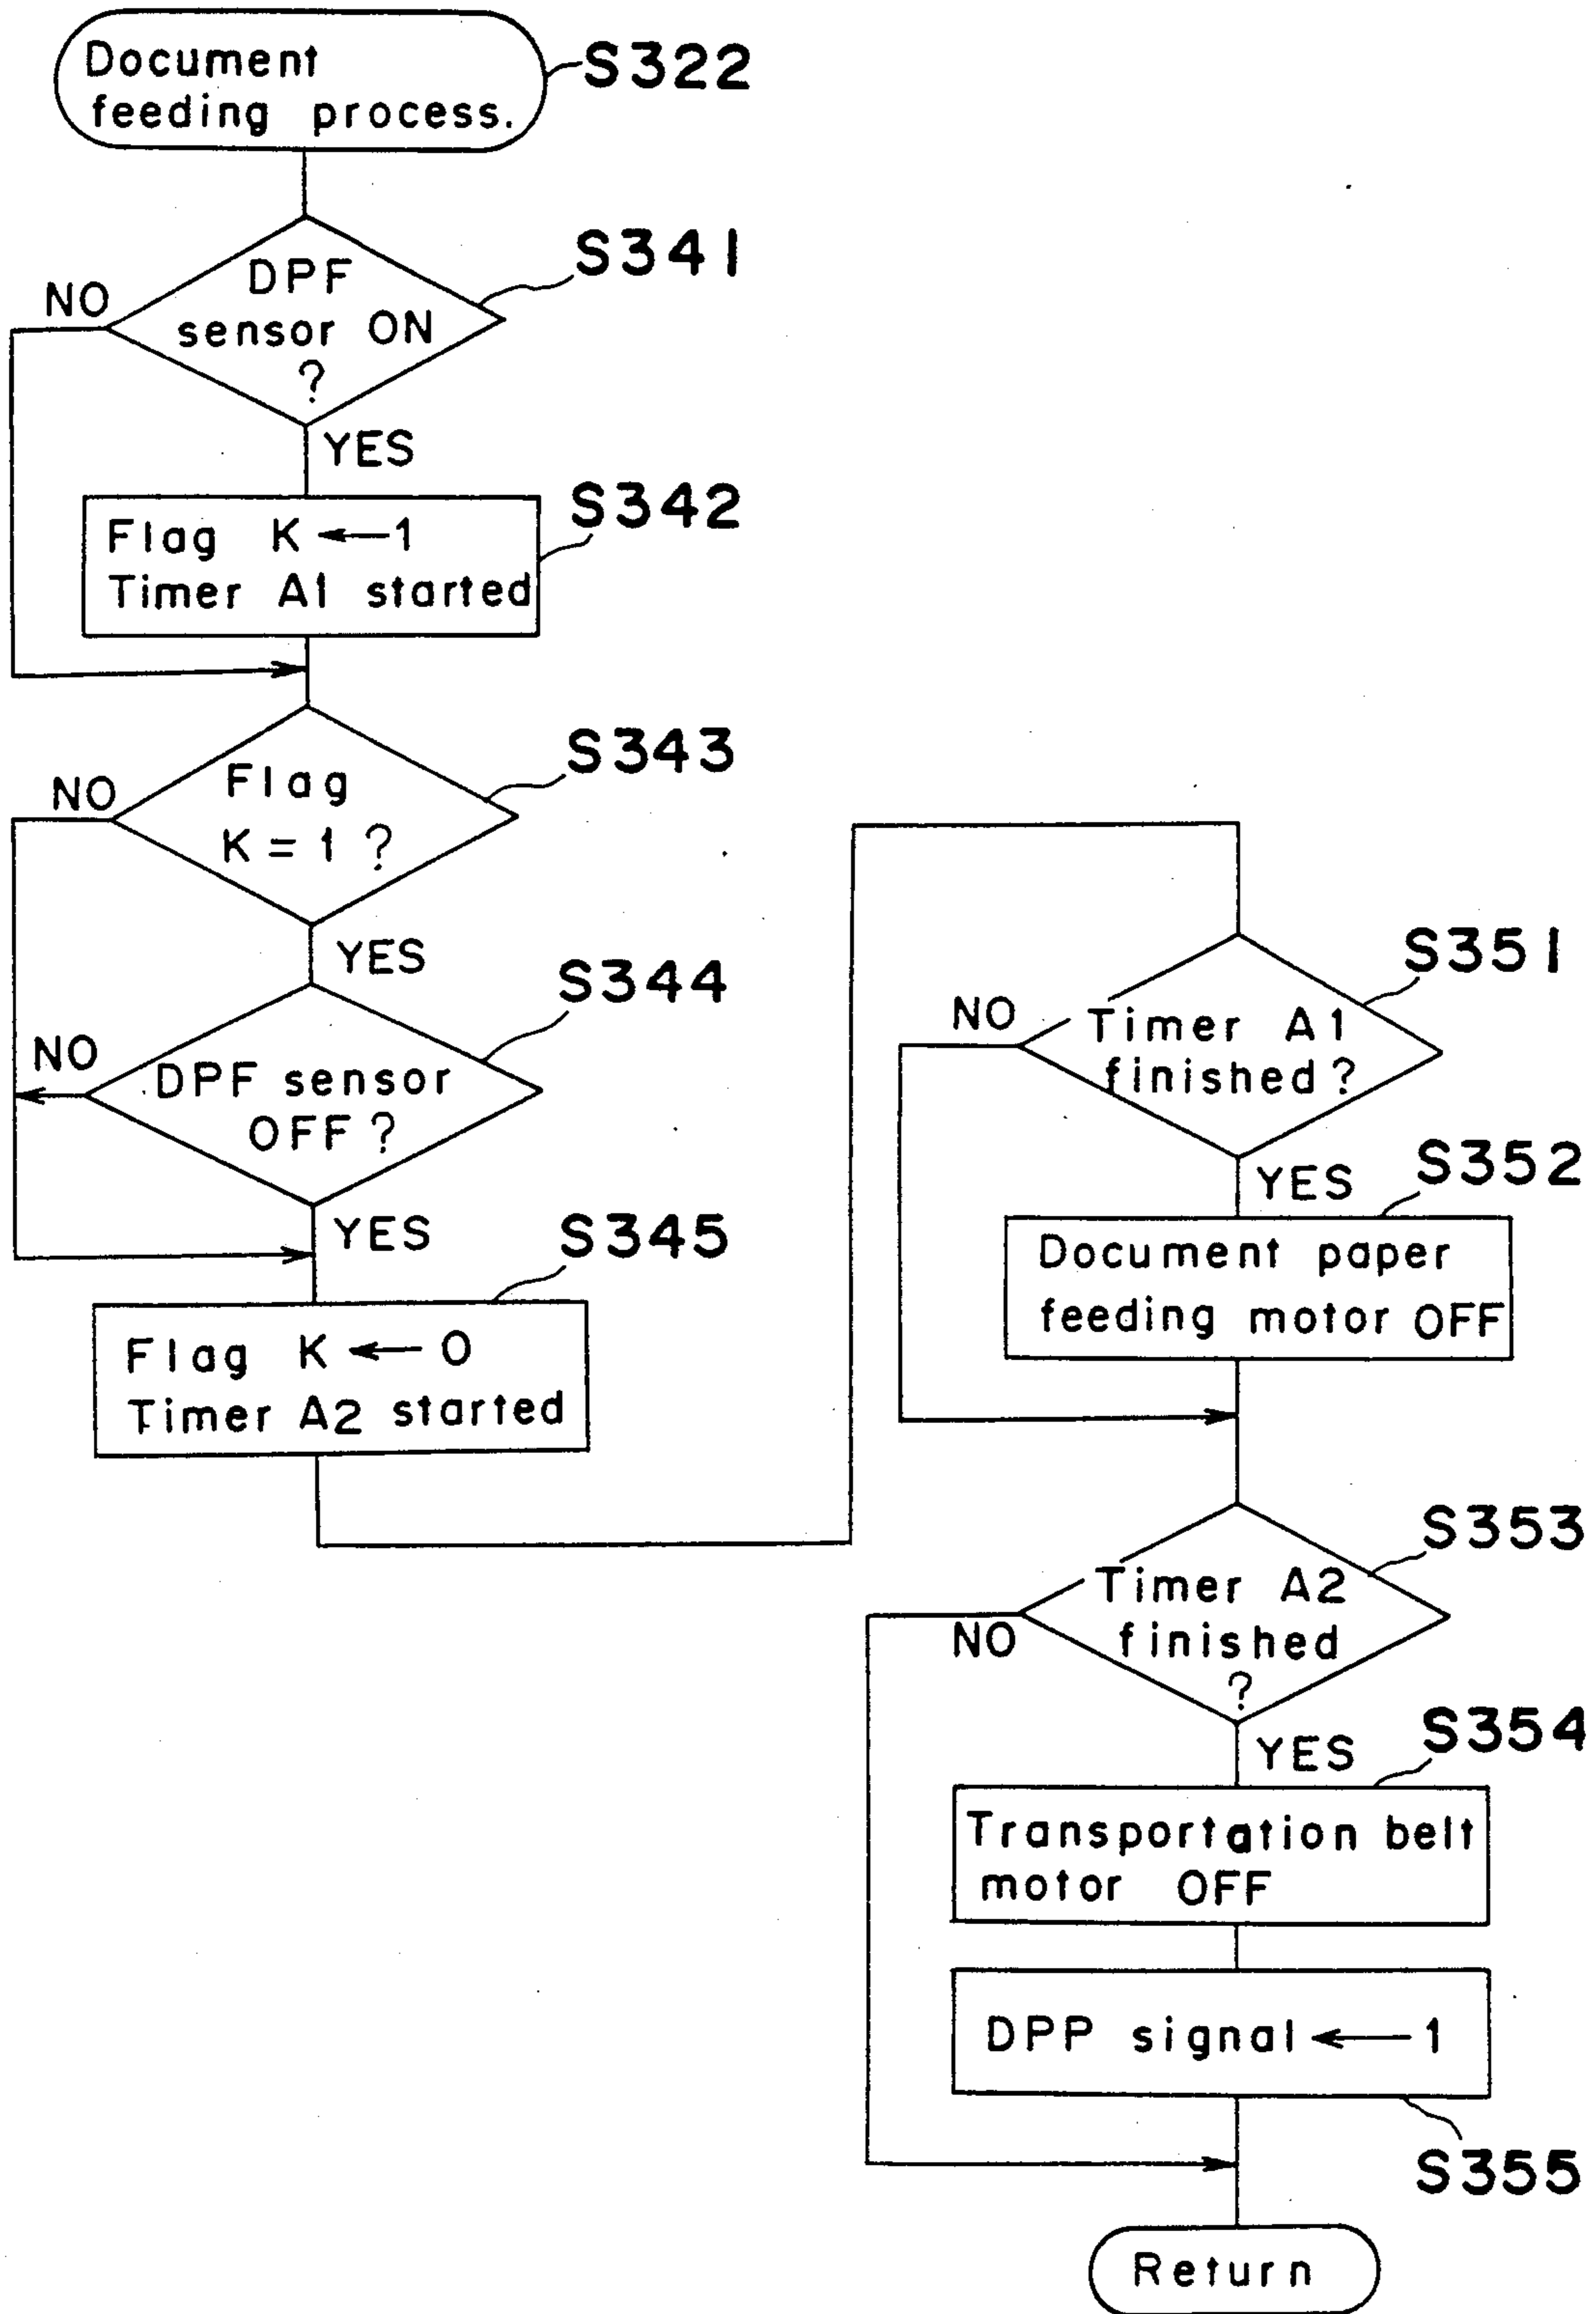 Document
feeding process.
S322
DPF
sensor ON
?
S341
NO
YES
Flag K ← 1
Timer A1 started
S342
Flag
K = 1 ?
S343
NO
YES
DPF sensor
OFF ?
S344
NO
YES
Flag K ← 0
Timer A2 started
S345
Timer A1
finished ?
S351
NO
YES
Document paper
feeding motor OFF
S352
Timer A2
finished
?
S353
NO
YES
Transportation belt
motor OFF
S354
DPP signal ← 1
S355
Return